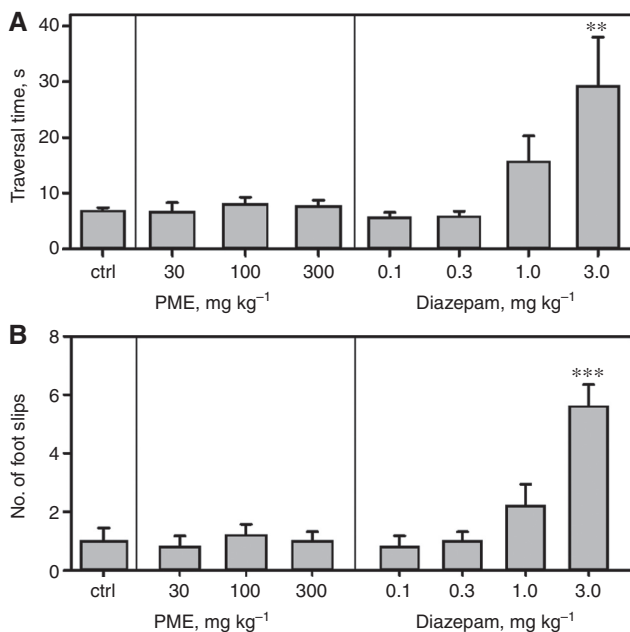 A
Traversal time, s
40
30
20
10
0
**
ctrl 30 100 300 0.1 0.3 1.0 3.0
PME, mg kg⁻¹ Diazepam, mg kg⁻¹
B
No. of foot slips
8
6
4
2
0
***
ctrl 30 100 300 0.1 0.3 1.0 3.0
PME, mg kg⁻¹ Diazepam, mg kg⁻¹